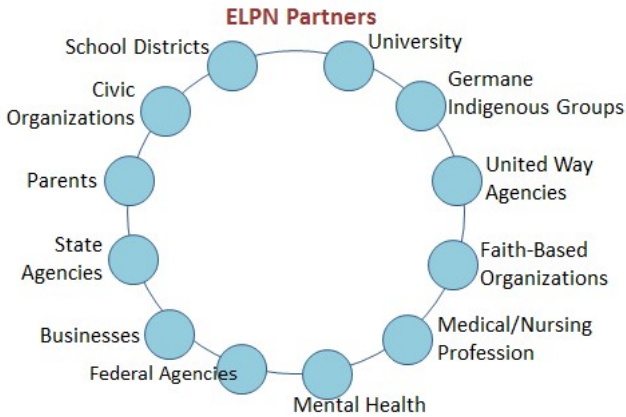 ELPN Partners
University
Germane
Indigenous Groups
United Way
Agencies
Faith-Based
Organizations
Medical/Nursing
Profession
Mental Health
Federal Agencies
Businesses
State
Agencies
Parents
Civic
Organizations
School Districts